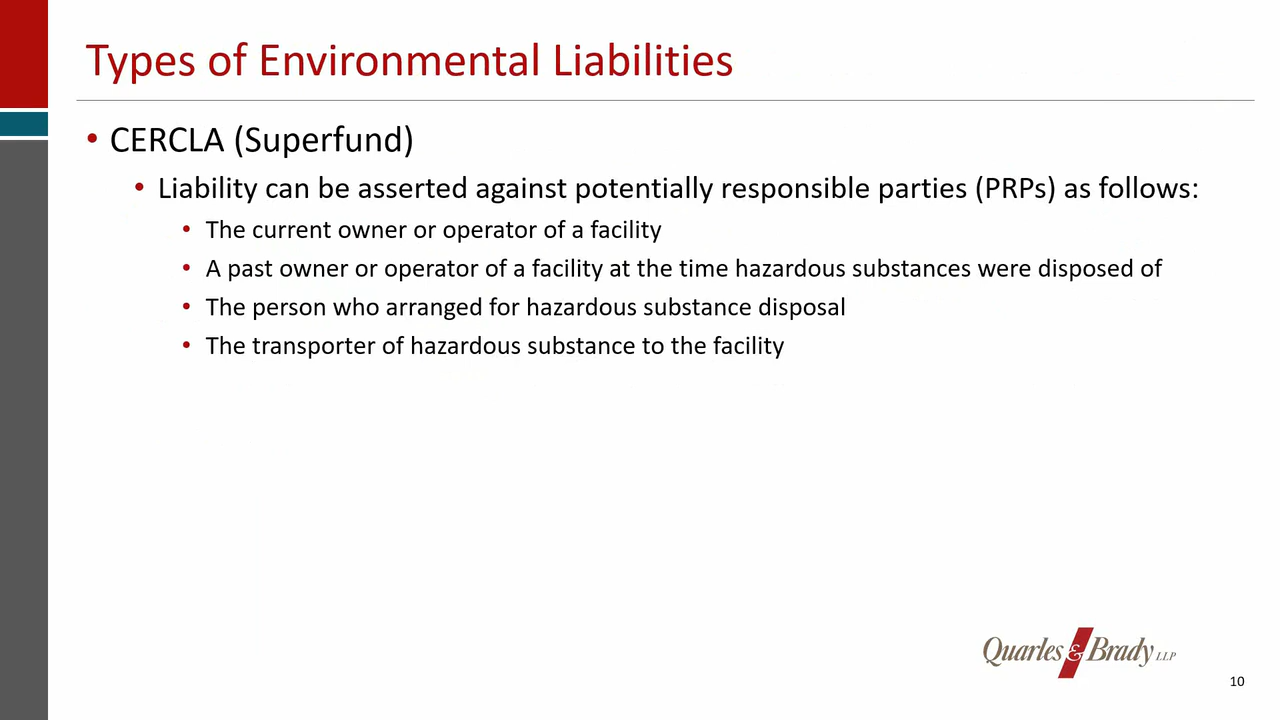 Types of Environmental Liabilities
• CERCLA (Superfund)
• Liability can be asserted against potentially responsible parties (PRPs) as follows:
• The current owner or operator of a facility
• A past owner or operator of a facility at the time hazardous substances were disposed of
• The person who arranged for hazardous substance disposal
• The transporter of hazardous substance to the facility
Quarles & Brady LLP
10